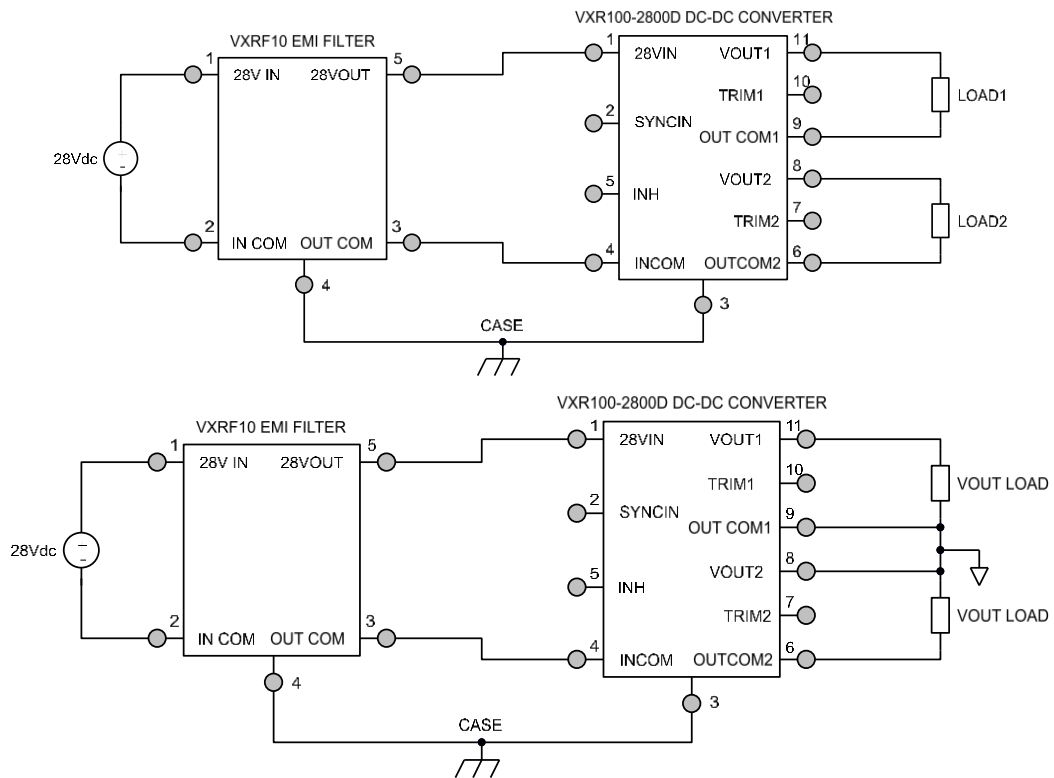 VXR100-2800D DC-DC CONVERTER
VXRF10 EMI FILTER
1 28V IN 28VOUT 5
2 IN COM OUT COM 3
4
28Vdc
1 28VIN VOUT1 11
TRIM1 10
2 SYNCIN
OUT COM1 9
VOUT2 8
5 INH
TRIM2 7
4 INCOM OUTCOM2 6
3
LOAD1
LOAD2
CASE
VXR100-2800D DC-DC CONVERTER
VXRF10 EMI FILTER
1 28V IN 28VOUT 5
2 IN COM OUT COM 3
4
28Vdc
1 28VIN VOUT1 11
TRIM1 10
2 SYNCIN
OUT COM1 9
VOUT2 8
5 INH
TRIM2 7
4 INCOM OUTCOM2 6
3
VOUT LOAD
VOUT LOAD
CASE